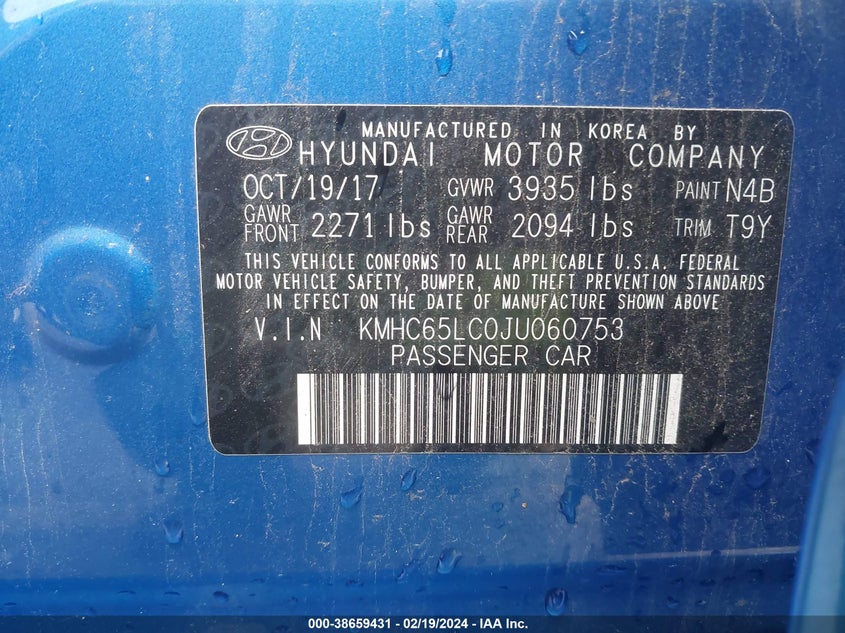 MANUFACTURED IN KOREA BY
HYUNDAI MOTOR COMPANY
OCT/19/17 GVWR 3935 lbs PAINT N4B
GAWR FRONT 2271 lbs GAWR REAR 2094 lbs TRIM T9Y
THIS VEHICLE CONFORMS TO ALL APPLICABLE U.S.A. FEDERAL
MOTOR VEHICLE SAFETY, BUMPER, AND THEFT PREVENTION STANDARDS
IN EFFECT ON THE DATE OF MANUFACTURE SHOWN ABOVE
V.I.N KMHC65LC0JU060753
PASSENGER CAR
000-38659431 - 02/19/2024 - IAA Inc.